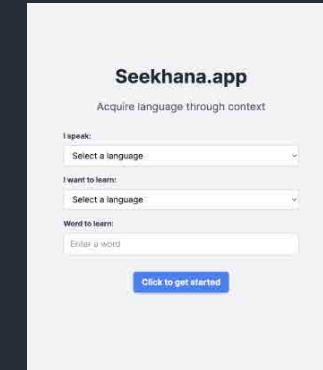 Seekhana.app
Acquire language through context
I speak:
Select a language
I want to learn:
Select a language
Word to learn:
Enter a word
Click to get started